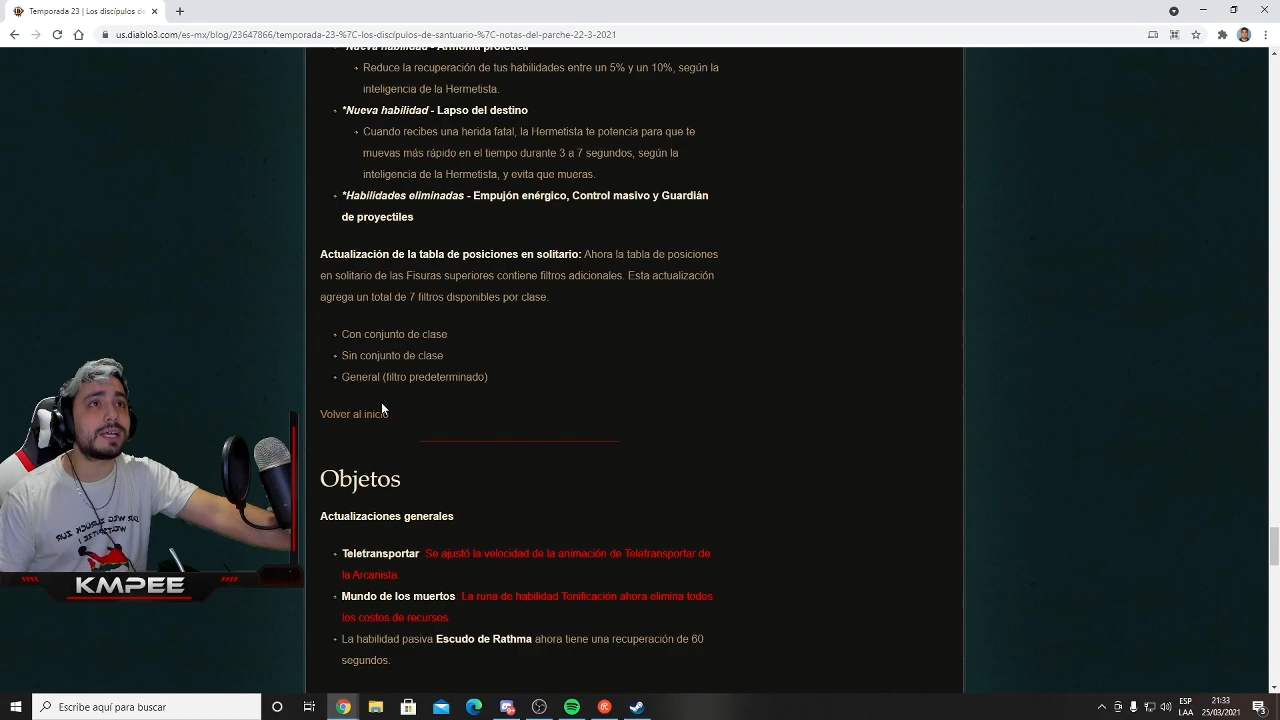 Temporada 23 | Los discípulos de
us.diablo3.com/es-mx/blog/23647866/temporada-23-%7C-los-discípulos-de-santuario-%7C-notas-del-parche-22-3-2021
*Nueva habilidad - Armonía profética
Reduce la recuperación de tus habilidades entre un 5% y un 10%, según la
inteligencia de la Hermetista.
*Nueva habilidad - Lapso del destino
Cuando recibes una herida fatal, la Hermetista te potencia para que te
muevas más rápido en el tiempo durante 3 a 7 segundos, según la
inteligencia de la Hermetista, y evita que mueras.
*Habilidades eliminadas - Empujón enérgico, Control masivo y Guardián
de proyectiles
Actualización de la tabla de posiciones en solitario: Ahora la tabla de posiciones
en solitario de las Fisuras superiores contiene filtros adicionales. Esta actualización
agrega un total de 7 filtros disponibles por clase.
Con conjunto de clase
Sin conjunto de clase
General (filtro predeterminado)
Volver al inicio
Objetos
Actualizaciones generales
Teletransportar: Se ajustó la velocidad de la animación de Teletransportar de
la Arcanista.
Mundo de los muertos: La runa de habilidad Tonificación ahora elimina todos
los costos de recursos.
La habilidad pasiva Escudo de Rathma ahora tiene una recuperación de 60
segundos.
KMPEE
Escribe aquí para buscar
ESP
LAA
21:33
25/03/2021